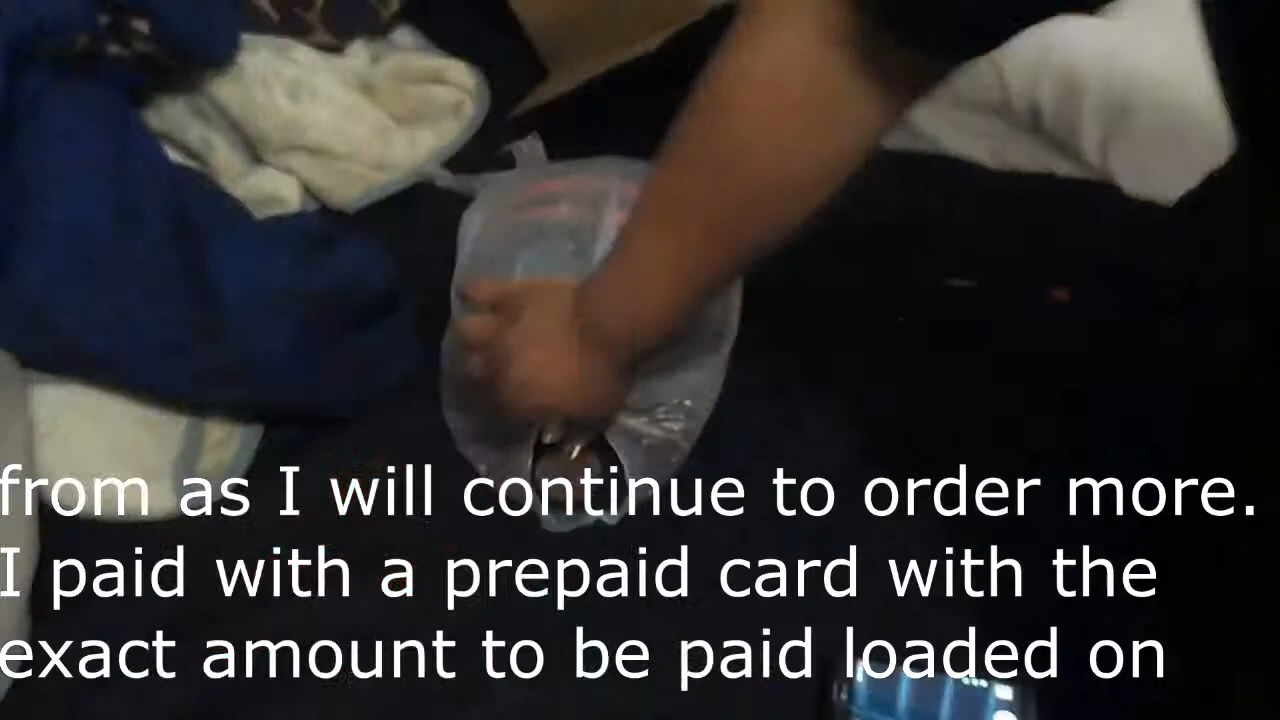 from as I will continue to order more.
I paid with a prepaid card with the
exact amount to be paid loaded on